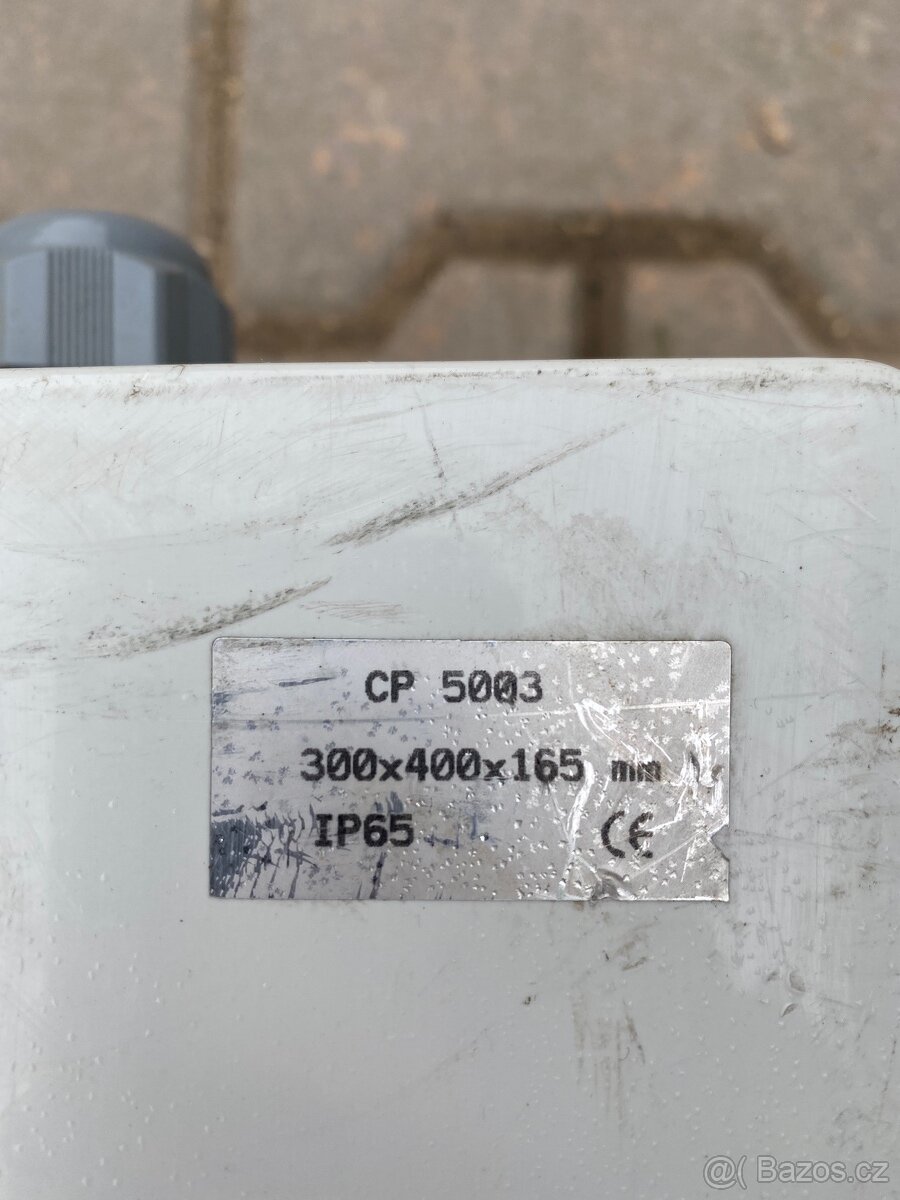 CP 5003
300x400x165 mm
IP65 CE
@( Bazos.cz